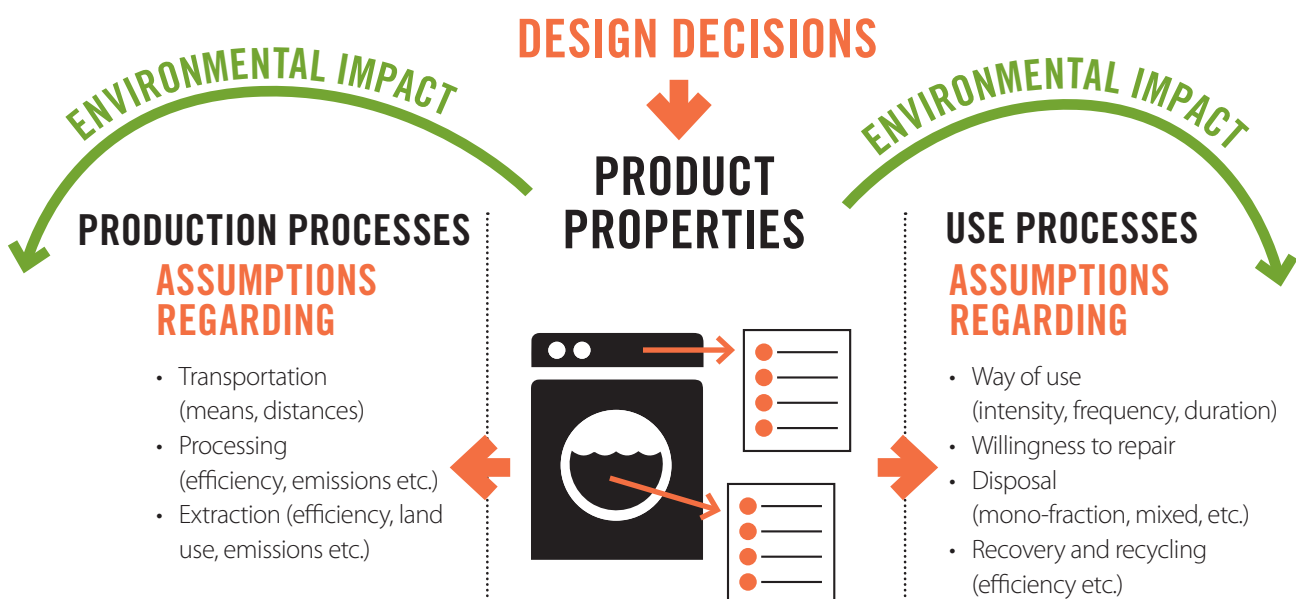 DESIGN DECISIONS
ENVIRONMENTAL IMPACT
ENVIRONMENTAL IMPACT
PRODUCT
PROPERTIES
PRODUCTION PROCESSES
ASSUMPTIONS
REGARDING
• Transportation
(means, distances)
• Processing
(efficiency, emissions etc.)
• Extraction (efficiency, land
use, emissions etc.)
USE PROCESSES
ASSUMPTIONS
REGARDING
• Way of use
(intensity, frequency, duration)
• Willingness to repair
• Disposal
(mono-fraction, mixed, etc.)
• Recovery and recycling
(efficiency etc.)